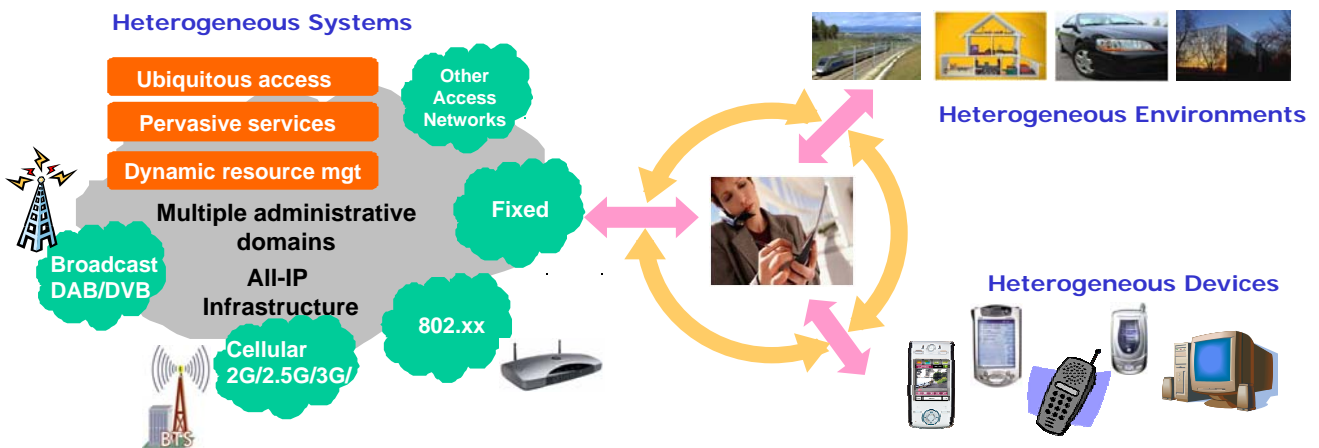 Heterogeneous Systems
Ubiquitous access
Pervasive services
Dynamic resource mgt
Other
Access
Networks
Multiple administrative
domains
Fixed
Broadcast
DAB/DVB
All-IP
Infrastructure
802.xx
Cellular
2G/2.5G/3G/
BTS
Heterogeneous Environments
Heterogeneous Devices